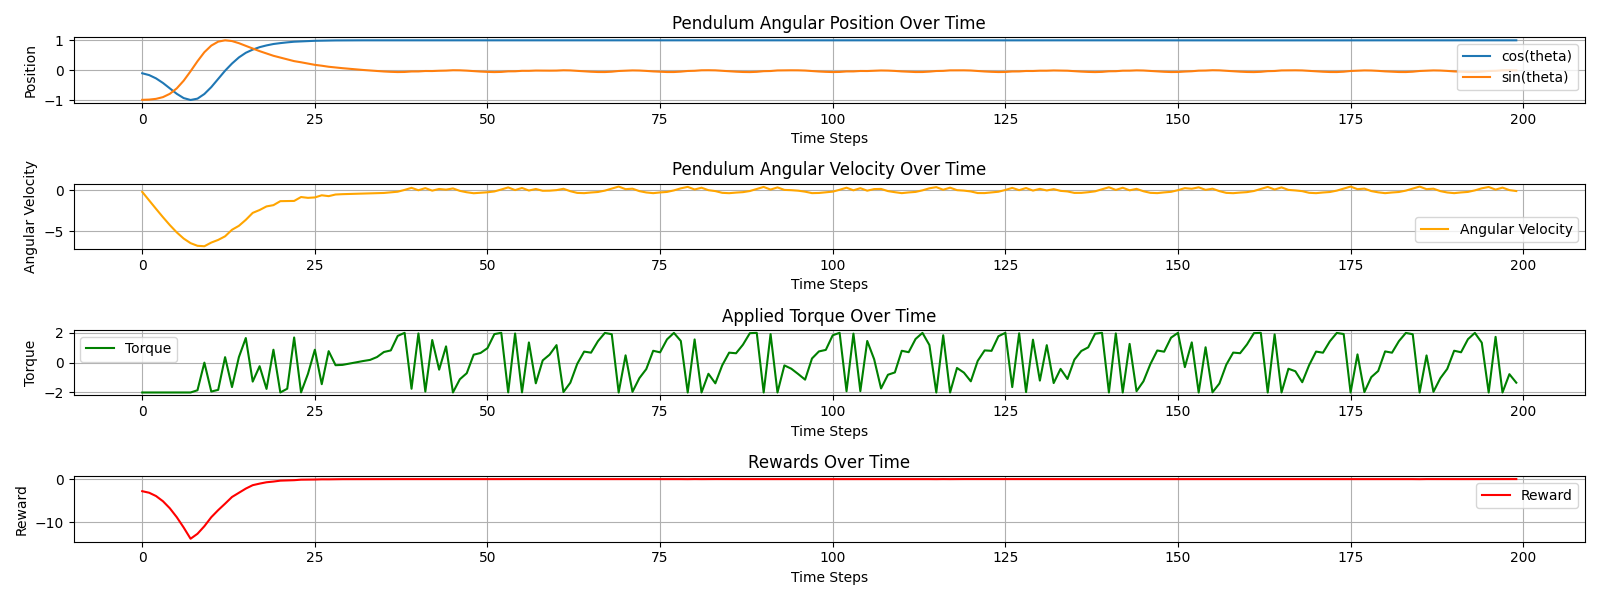 Pendulum Angular Position Over Time
Position
1
0
−1
cos(theta)
sin(theta)
0 25 50 75 100 125 150 175 200
Time Steps
Pendulum Angular Velocity Over Time
Angular Velocity
0
−5
Angular Velocity
0 25 50 75 100 125 150 175 200
Time Steps
Applied Torque Over Time
Torque
2
0
−2
Torque
0 25 50 75 100 125 150 175 200
Time Steps
Rewards Over Time
Reward
0
−10
Reward
0 25 50 75 100 125 150 175 200
Time Steps